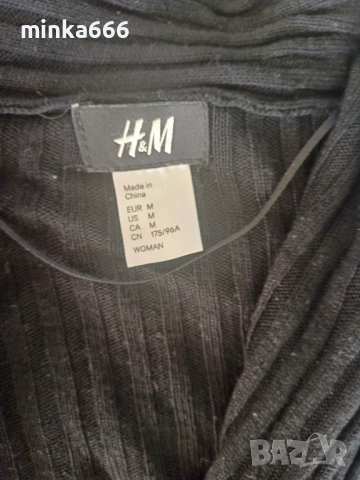 minka666
H&M
Made in
China
EUR M
US M
CA M
CN 175/96A
WOMAN
BAZAR